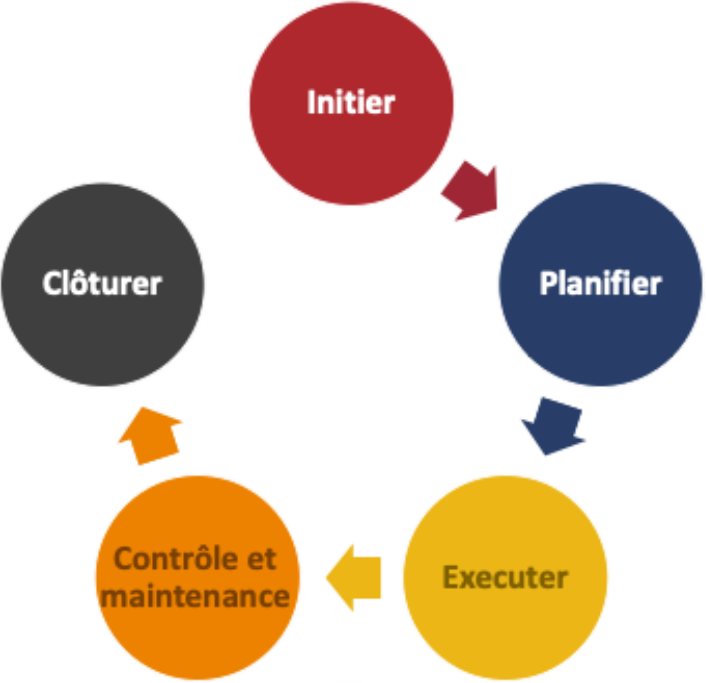 Initier
Planifier
Executer
Contrôle et
maintenance
Clôturer